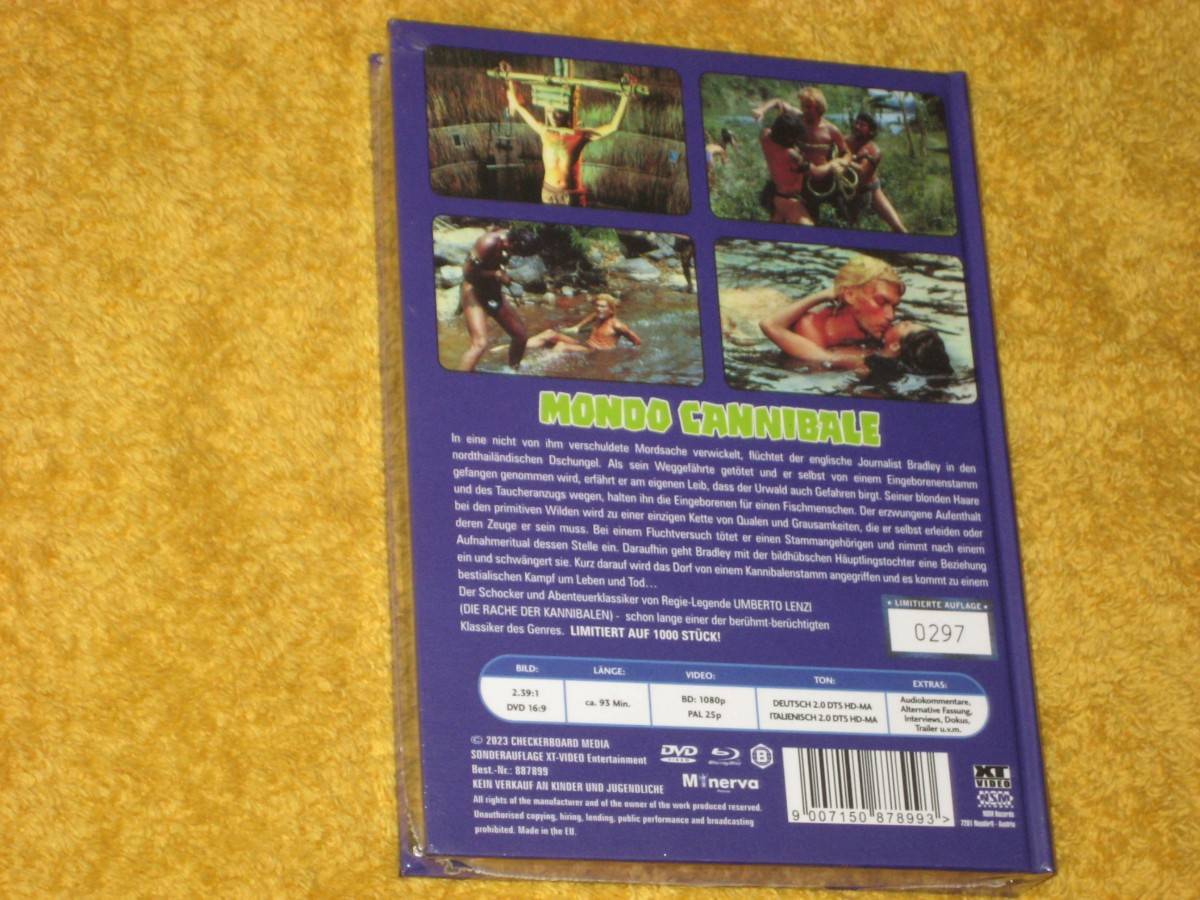 MONDO CANNIBALE
In eine nicht von ihm verschuldete Mordsache verwickelt, flüchtet der englische Journalist Bradley in den
nordthailändischen Dschungel. Als sein Weggefährte getötet und er selbst von einem Eingeborenenstamm
gefangen genommen wird, erfährt er am eigenen Leib, dass der Urwald auch Gefahren birgt. Seiner blonden Haare
und des Taucheranzugs wegen, halten ihn die Eingeborenen für einen Fischmenschen. Der erzwungene Aufenthalt
bei den primitiven Wilden wird zu einer einzigen Kette von Qualen und Grausamkeiten, die er selbst erleiden oder
deren Zeuge er sein muss. Bei einem Fluchtversuch tötet er einen Stammangehörigen und nimmt nach einem
Aufnahmeritual dessen Stelle ein. Daraufhin geht Bradley mit der bildhübschen Häuptlingstochter eine Beziehung
ein und schwängert sie. Kurz darauf wird das Dorf von einem Kannibalenstamm angegriffen und es kommt zu einem
bestialischen Kampf um Leben und Tod...
Der Schocker und Abenteuerklassiker von Regie-Legende UMBERTO LENZI
(DIE RACHE DER KANNIBALEN) - schon lange einer der berühmt-berüchtigten
Klassiker des Genres. LIMITIERT AUF 1000 STÜCK!
LIMITIERTE AUFLAGE
0297
BILD: LÄNGE: VIDEO: TON: EXTRAS:
2.39:1
DVD 16:9
ca. 93 Min.
BD: 1080p
PAL 25p
DEUTSCH 2.0 DTS HD-MA
ITALIENISCH 2.0 DTS HD-MA
Audiokommentare,
Alternative Fassung,
Interviews, Dokus,
Trailer u.v.m.
© 2023 CHECKERBOARD MEDIA
SONDERAUFLAGE XT-VIDEO Entertainment
Best.-Nr.: 887899
KEIN VERKAUF AN KINDER UND JUGENDLICHE
All rights of the manufacturer and of the owner of the work produced reserved.
Unauthorised copying, hiring, lending, public performance and broadcasting
prohibited. Made in the EU.
DVD
VIDEO
B
Minerva
9 007150 878993 >
XT
VIDEO